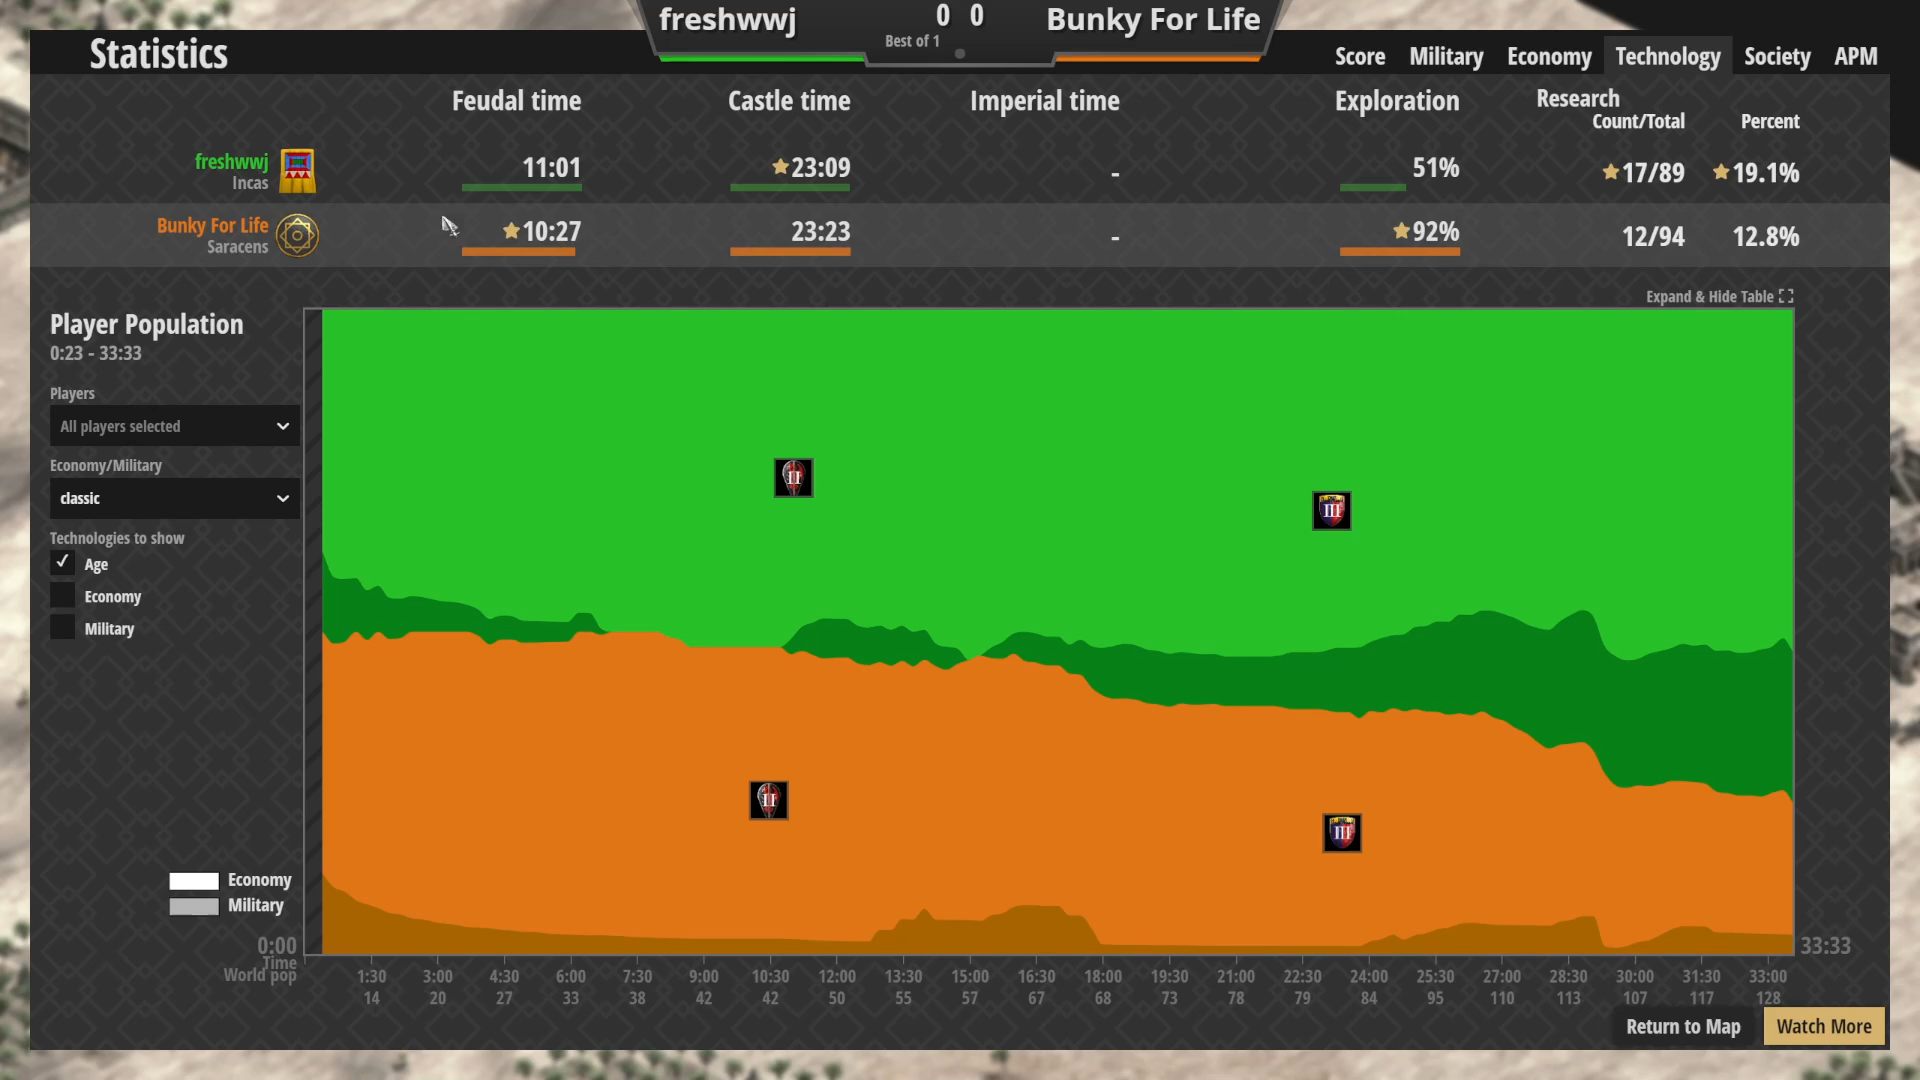 freshwwj 0 0 Bunky For Life
Best of 1
Statistics
Score Military Economy Technology Society APM
Feudal time Castle time Imperial time Exploration Research
Count/Total Percent
freshwwj
Incas
11:01 23:09 - 51% 17/89 19.1%
Bunky For Life
Saracens
10:27 23:23 - 92% 12/94 12.8%
Expand & Hide Table
Player Population
0:23 - 33:33
Players
All players selected
Economy/Military
classic
Technologies to show
Age
Economy
Military
II
III
II
III
Economy
Military
0:00
33:33
Time 1:30 3:00 4:30 6:00 7:30 9:00 10:30 12:00 13:30 15:00 16:30 18:00 19:30 21:00 22:30 24:00 25:30 27:00 28:30 30:00 31:30 33:00
World pop 14 20 27 33 38 42 42 50 55 57 67 68 73 78 79 84 95 110 113 107 117 128
Return to Map Watch More